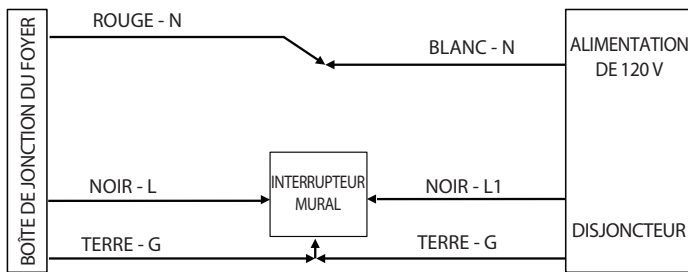 BOÎTE DE JONCTION DU FOYER
ROUGE - N
BLANC - N
ALIMENTATION
DE 120 V
NOIR - L
INTERRUPTEUR
MURAL
NOIR - L1
DISJONCTEUR
TERRE - G
TERRE - G